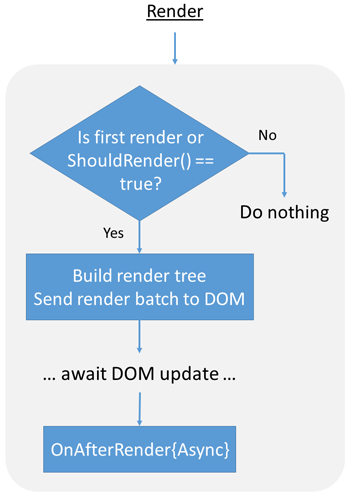 Render
Is first render or
ShouldRender() ==
true?
No
Do nothing
Yes
Build render tree
Send render batch to DOM
... await DOM update ...
OnAfterRender{Async}